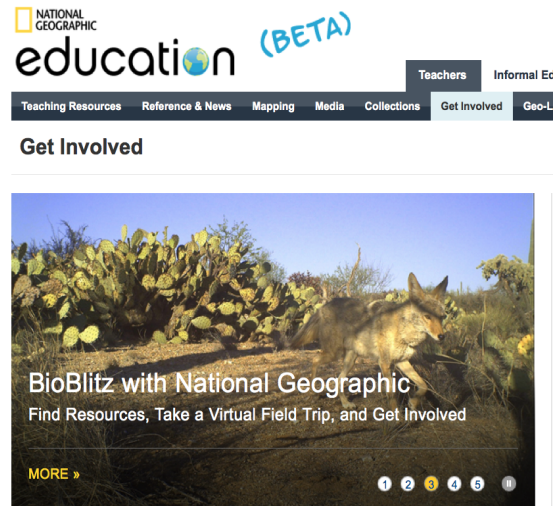 NATIONAL
GEOGRAPHIC
education (BETA)
Teachers Informal Ed
Teaching Resources Reference & News Mapping Media Collections Get Involved Geo-L
Get Involved
BioBlitz with National Geographic
Find Resources, Take a Virtual Field Trip, and Get Involved
MORE »
1 2 3 4 5